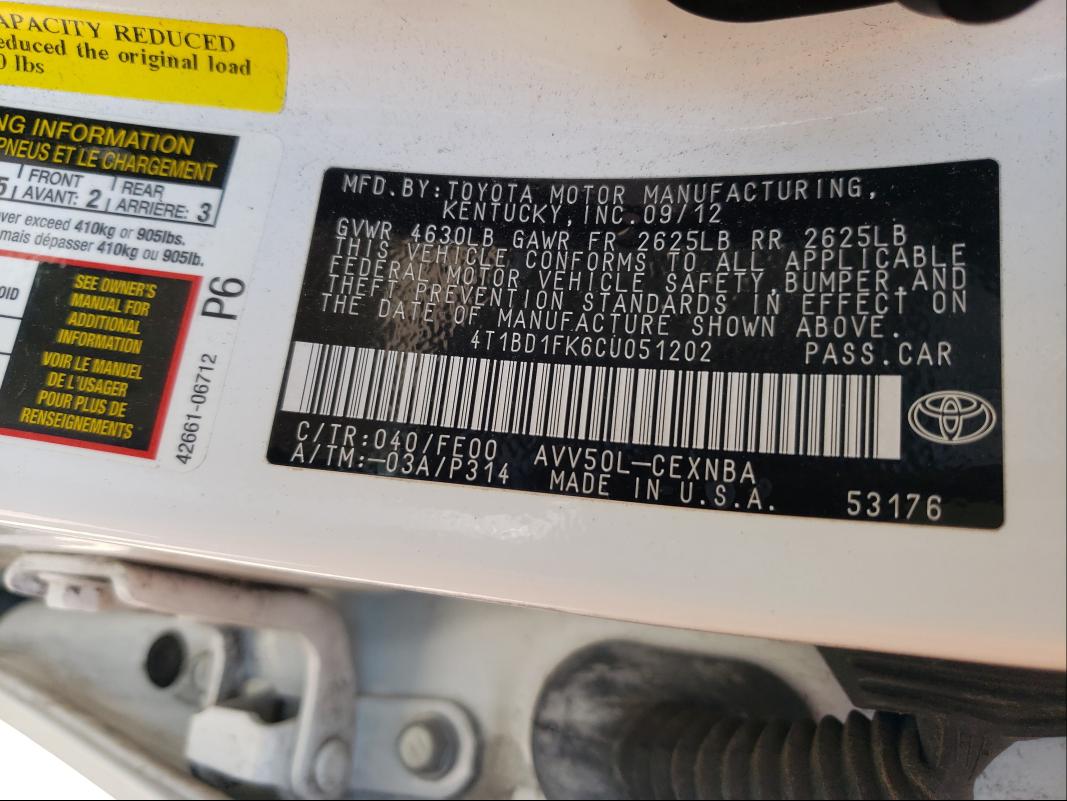 APACITY REDUCED
educed the original load
0 lbs
NG INFORMATION
PNEUS ET LE CHARGEMENT
5 FRONT AVANT: 2 REAR ARRIÈRE: 3
ver exceed 410kg or 905lbs.
mais dépasser 410kg ou 905lb.
OID
SEE OWNER'S
MANUAL FOR
ADDITIONAL
INFORMATION
VOIR LE MANUEL
DE L'USAGER
POUR PLUS DE
RENSEIGNEMENTS
P6
42661-06712
MFD. BY: TOYOTA MOTOR MANUFACTURING,
KENTUCKY, INC. 09/12
GVWR 4630LB GAWR FR 2625LB RR 2625LB
THIS VEHICLE CONFORMS TO ALL APPLICABLE
FEDERAL MOTOR VEHICLE SAFETY, BUMPER, AND
THEFT PREVENTION STANDARDS IN EFFECT ON
THE DATE OF MANUFACTURE SHOWN ABOVE.
4T1BD1FK6CU051202 PASS.CAR
C/TR:040/FE00 AVV50L-CEXNBA
A/TM:-03A/P314 MADE IN U.S.A. 53176